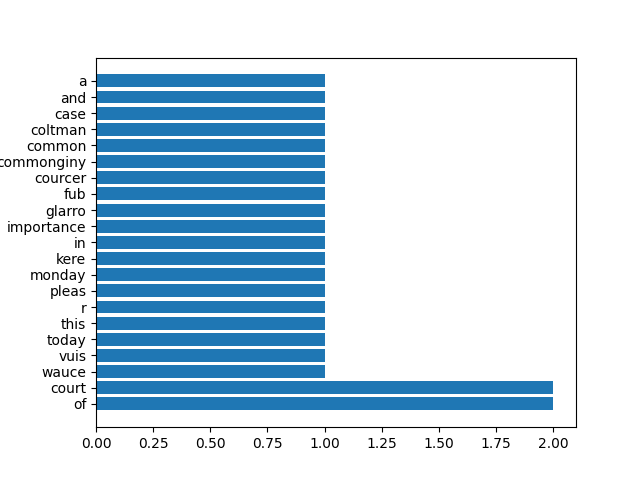 a
and
case
coltman
common
commonginy
courcer
fub
glarro
importance
in
kere
monday
pleas
r
this
today
vuis
wauce
court
of
0.00 0.25 0.50 0.75 1.00 1.25 1.50 1.75 2.00